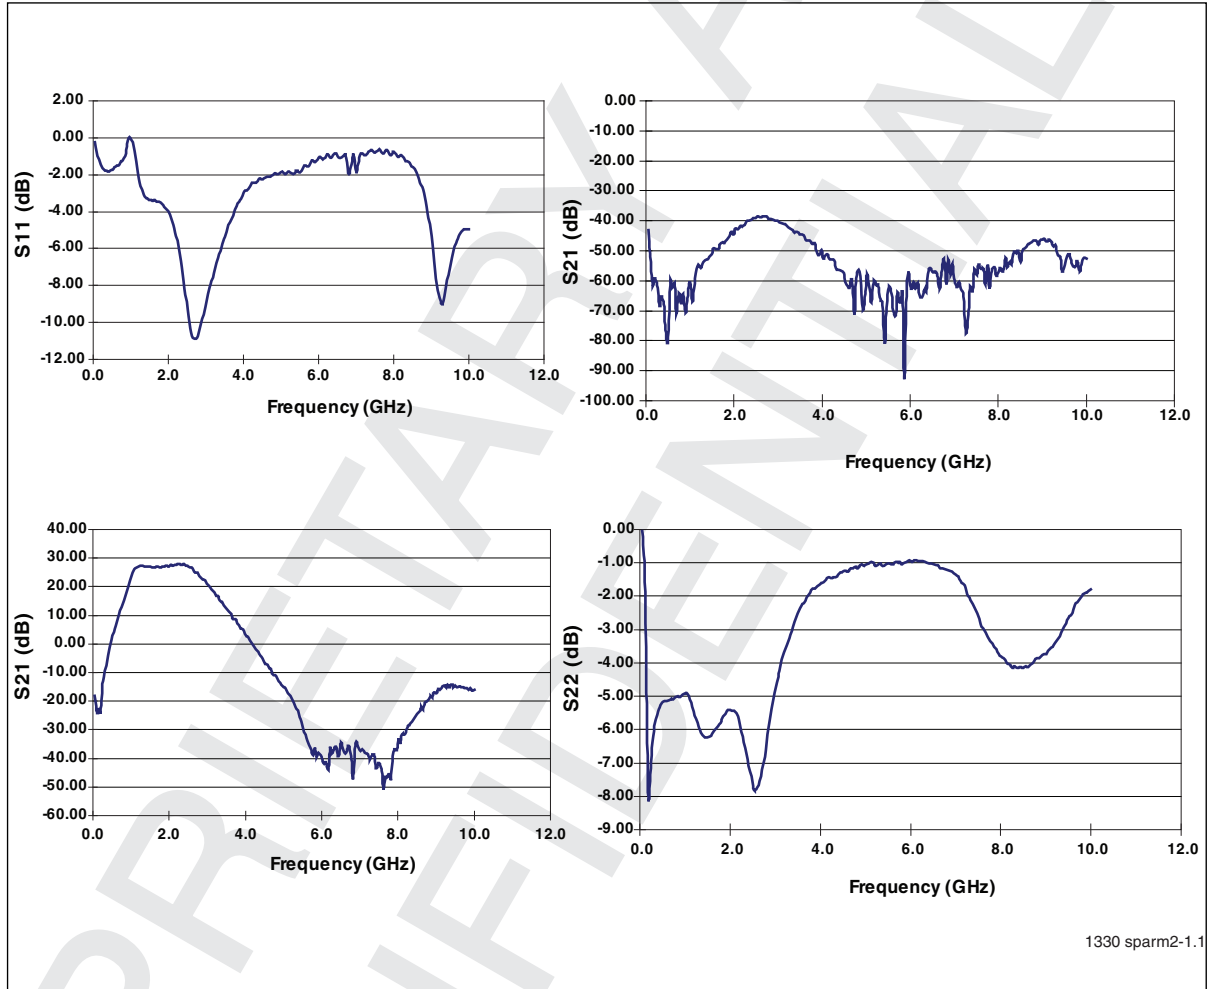 2.00
0.00
-2.00
-4.00
-6.00
-8.00
-10.00
-12.00
S11 (dB)
0.0 2.0 4.0 6.0 8.0 10.0 12.0
Frequency (GHz)
0.00
-10.00
-20.00
-30.00
-40.00
-50.00
-60.00
-70.00
-80.00
-90.00
-100.00
S21 (dB)
0.0 2.0 4.0 6.0 8.0 10.0 12.0
Frequency (GHz)
40.00
30.00
20.00
10.00
0.00
-10.00
-20.00
-30.00
-40.00
-50.00
-60.00
S21 (dB)
0.0 2.0 4.0 6.0 8.0 10.0 12.0
Frequency (GHz)
0.00
-1.00
-2.00
-3.00
-4.00
-5.00
-6.00
-7.00
-8.00
-9.00
S22 (dB)
0.0 2.0 4.0 6.0 8.0 10.0 12.0
Frequency (GHz)
1330 sparm2-1.1
PRIETARY A
FIDENTIAL